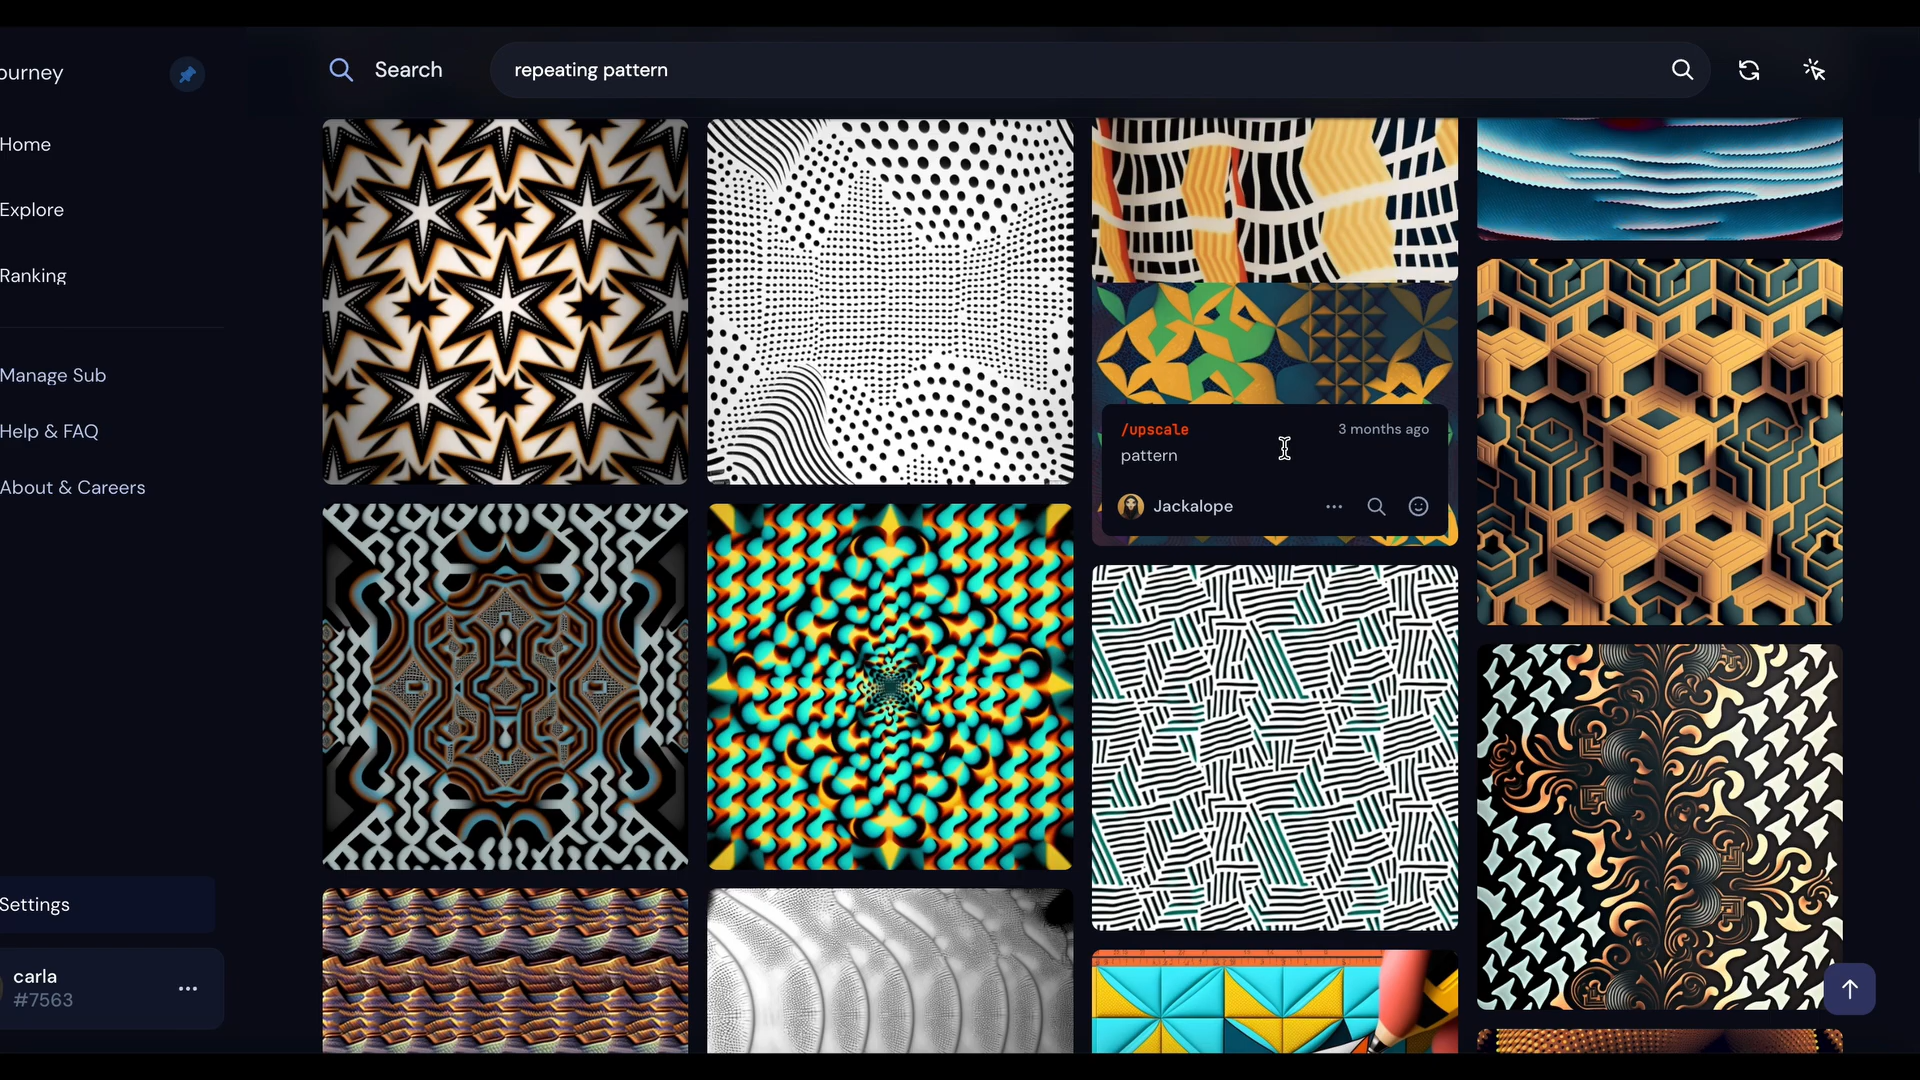 ourney
Search
repeating pattern
Home
Explore
Ranking
Manage Sub
Help & FAQ
About & Careers
/upscale
3 months ago
pattern
Jackalope
Settings
carla
#7563